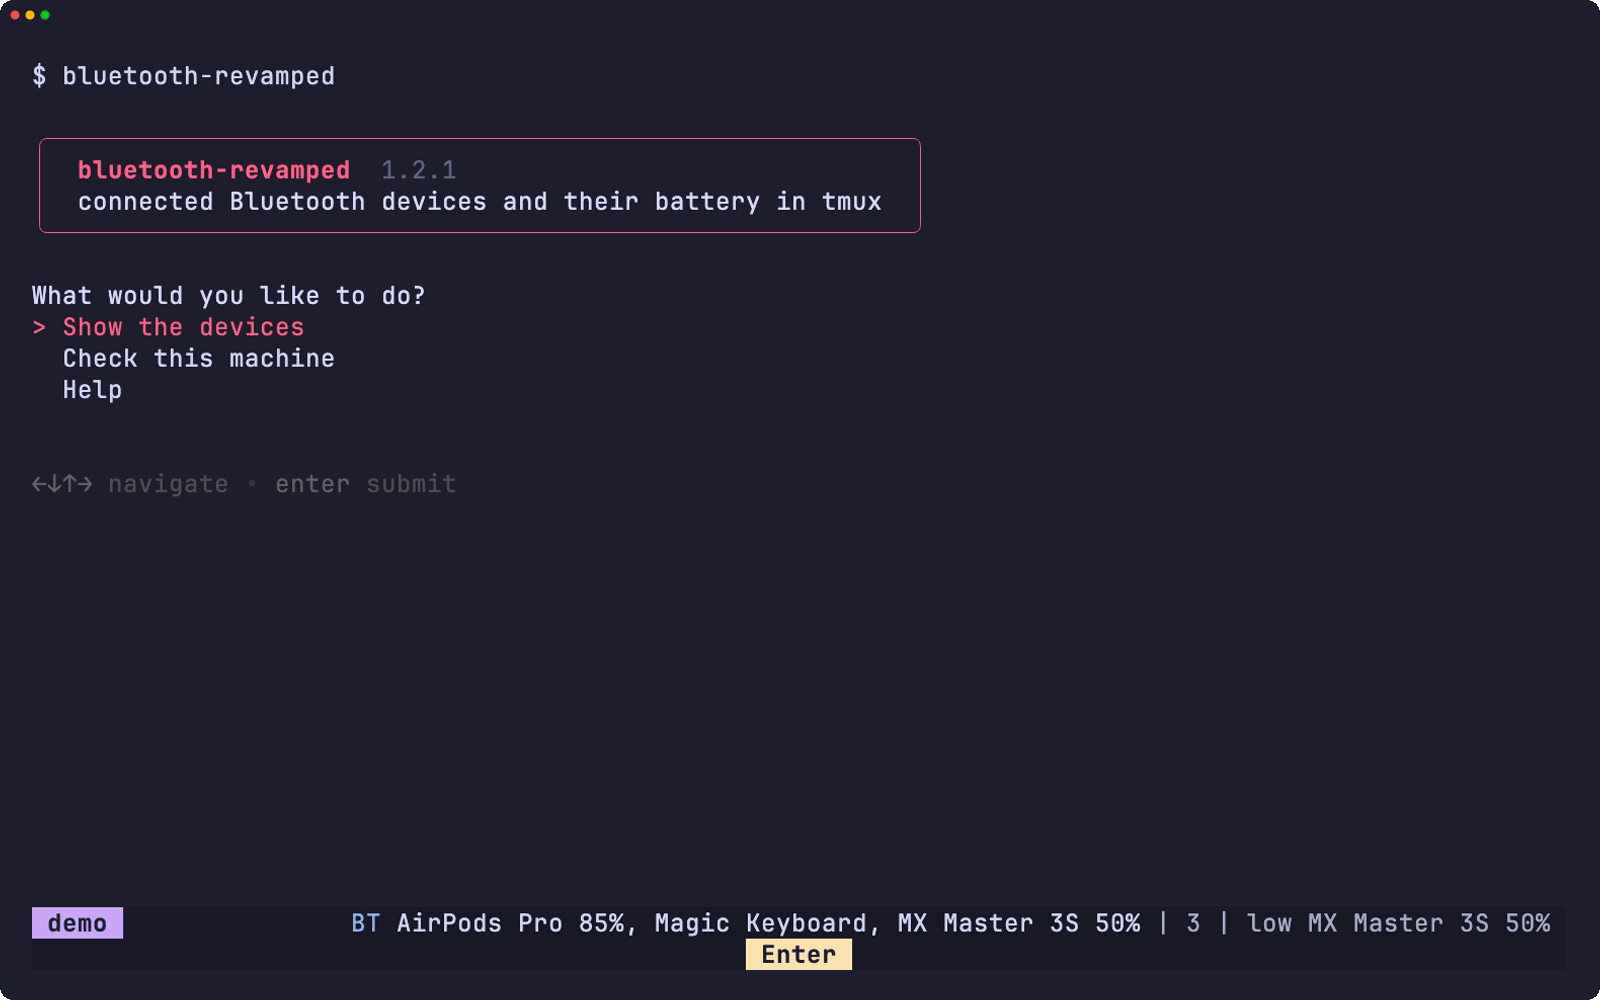 $ bluetooth-revamped
bluetooth-revamped 1.2.1
connected Bluetooth devices and their battery in tmux
What would you like to do?
> Show the devices
Check this machine
Help
←↓↑→ navigate • enter submit
demo BT AirPods Pro 85%, Magic Keyboard, MX Master 3S 50% | 3 | low MX Master 3S 50%
Enter